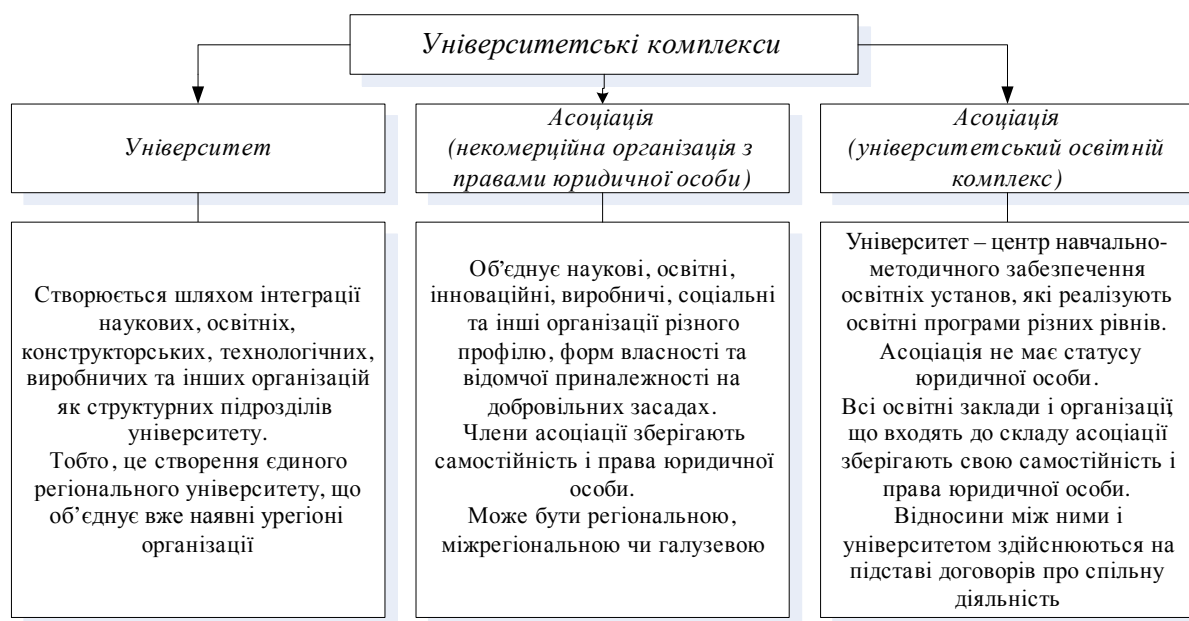 Університетські комплекси
Університет
Асоціація
(некомерційна організація з
правами юридичної особи)
Асоціація
(університетський освітній
комплекс)
Створюється шляхом інтеграції
наукових, освітніх,
конструкторських, технологічних,
виробничих та інших організацій
як структурних підрозділів
університету.
Тобто, це створення єдиного
регіонального університету, що
об’єднує вже наявні урегіоні
організації
Об’єднує наукові, освітні,
інноваційні, виробничі, соціальні
та інші організації різного
профілю, форм власності та
відомчої приналежності на
добровільних засадах.
Члени асоціації зберігають
самостійність і права юридичної
особи.
Може бути регіональною,
міжрегіональною чи галузевою
Університет – центр навчально-
методичного забезпечення
освітніх установ, які реалізують
освітні програми різних рівнів.
Асоціація не має статусу
юридичної особи.
Всі освітні заклади і організації,
що входять до складу асоціації
зберігають свою самостійність і
права юридичної особи.
Відносини між ними і
університетом здійснюються на
підставі договорів про спільну
діяльність